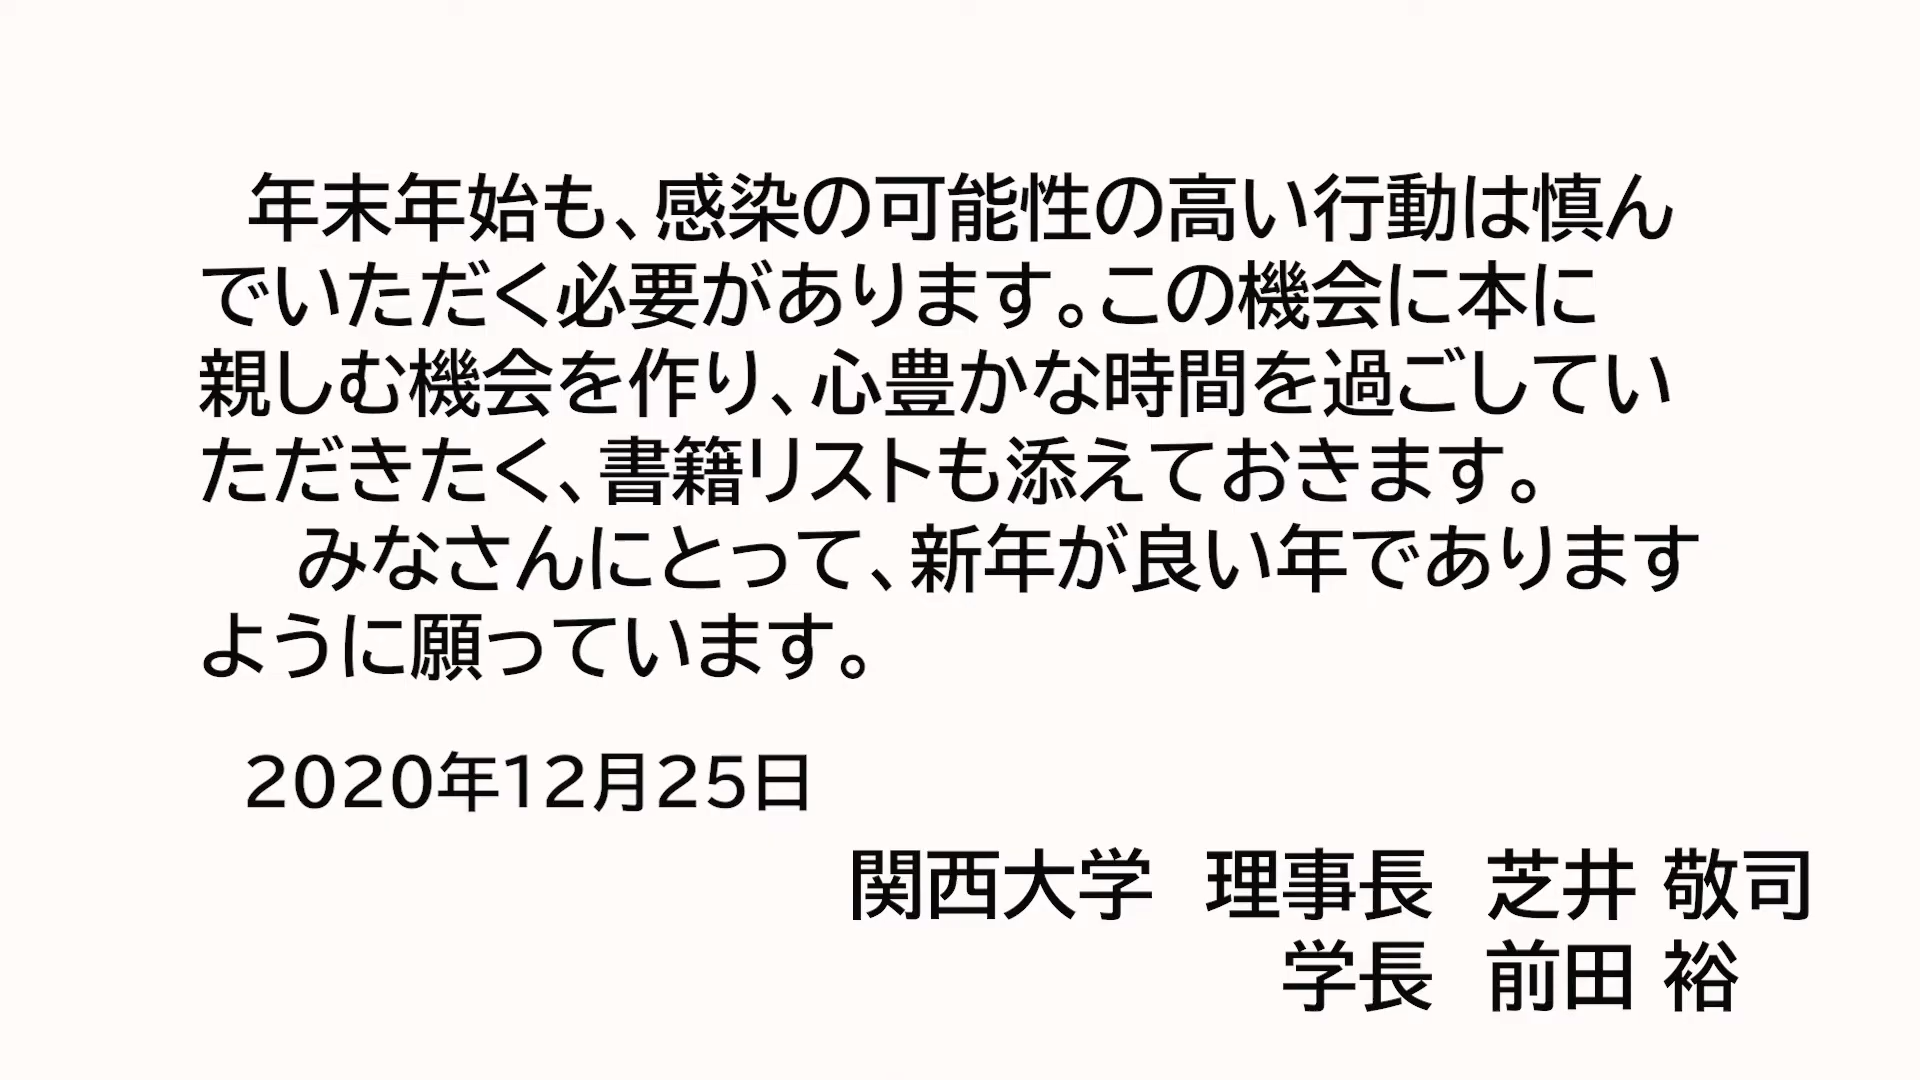 年末年始も、感染の可能性の高い行動は慎ん
でいただく必要があります。この機会に本に
親しむ機会を作り、心豊かな時間を過ごしてい
ただきたく、書籍リストも添えておきます。
みなさんにとって、新年が良い年であります
ように願っています。
2020年12月25日
関西大学　理事長　芝井 敬司
学長　前田 裕